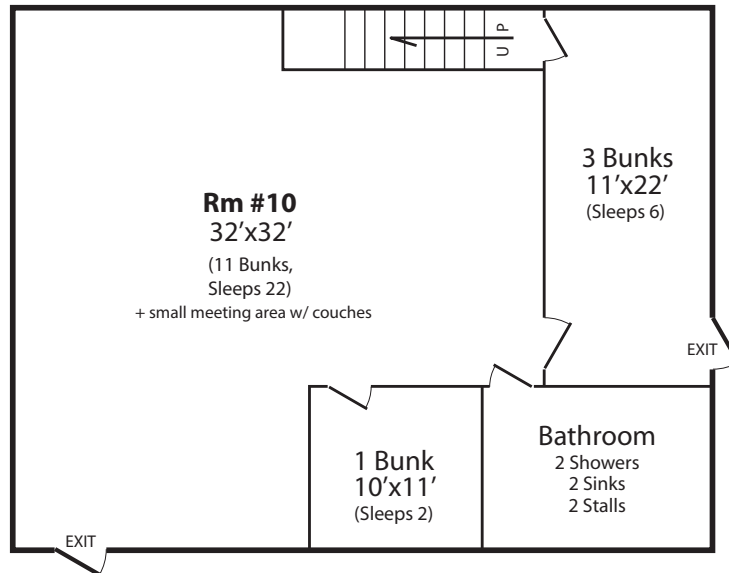 UP
3 Bunks
11’x22’
(Sleeps 6)
Rm #10
32’x32’
(11 Bunks,
Sleeps 22)
+ small meeting area w/ couches
EXIT
1 Bunk
10’x11’
(Sleeps 2)
Bathroom
2 Showers
2 Sinks
2 Stalls
EXIT